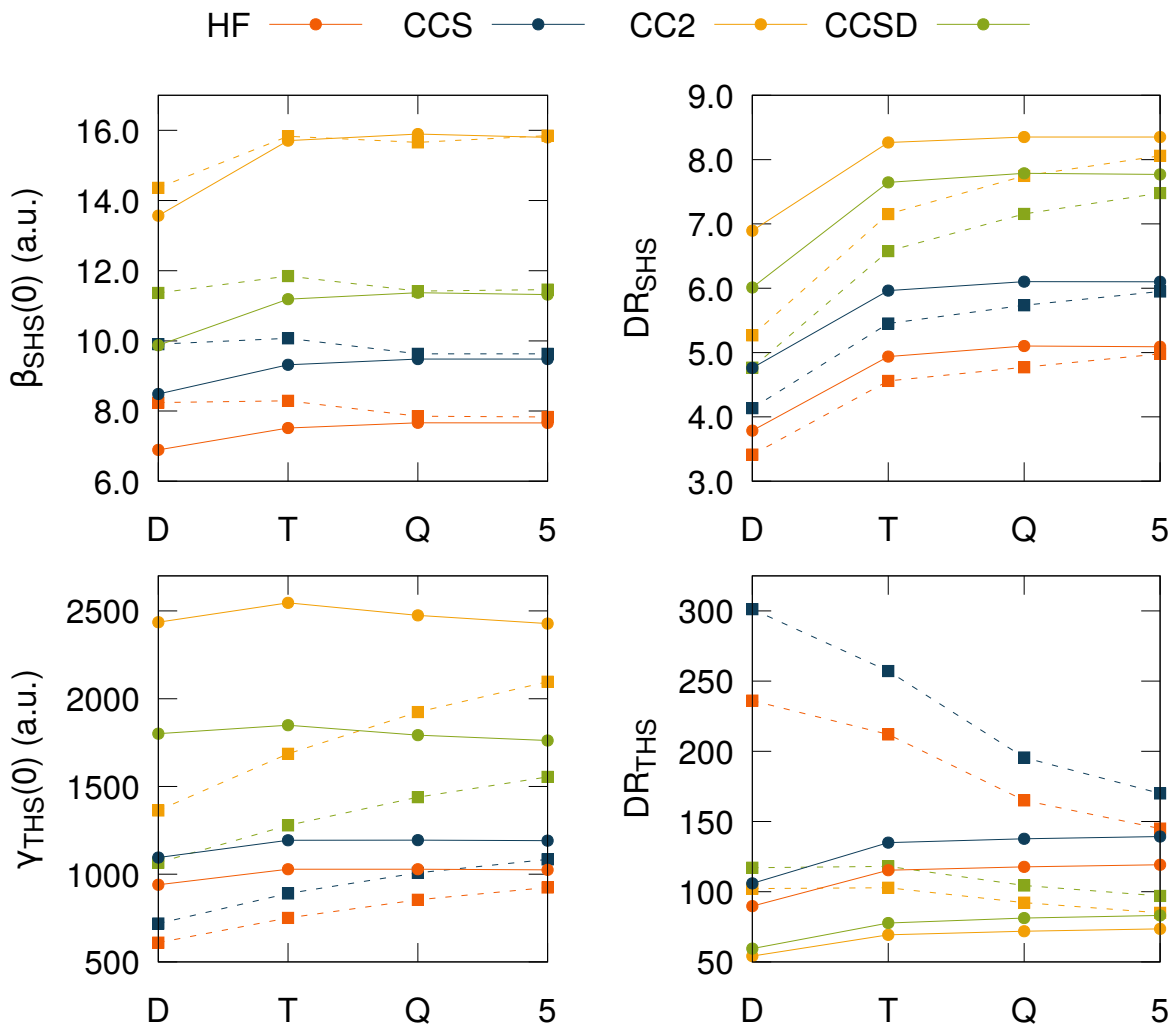 HF CCS CC2 CCSD
βSHS(0) (a.u.)
16.0
14.0
12.0
10.0
8.0
6.0
D T Q 5
DRSHS
9.0
8.0
7.0
6.0
5.0
4.0
3.0
D T Q 5
γTHS(0) (a.u.)
2500
2000
1500
1000
500
D T Q 5
DRTHS
300
250
200
150
100
50
D T Q 5